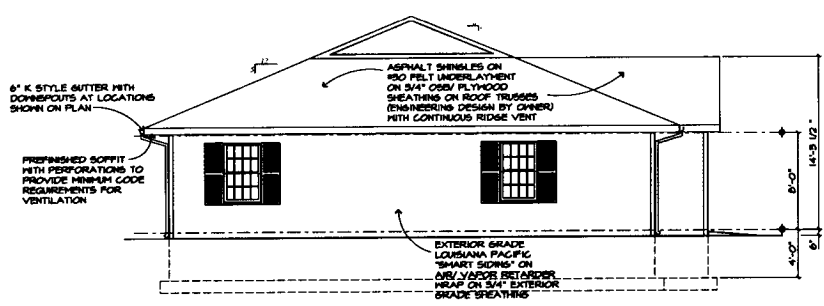 12
ASPHALT SHINGLES ON
#30 FELT UNDERLAYMENT
ON 3/4" OSB/ PLYWOOD
SHEATHING ON ROOF TRUSSES
(ENGINEERING DESIGN BY OWNER)
WITH CONTINUOUS RIDGE VENT
6" K STYLE GUTTER WITH
DOWNSPOUTS AT LOCATIONS
SHOWN ON PLAN
PREFINISHED SOFFIT
WITH PERFORATIONS TO
PROVIDE MINIMUM CODE
REQUIREMENTS FOR
VENTILATION
EXTERIOR GRADE
LOUISIANA PACIFIC
"SMART SIDING" ON
AIR/ VAPOR RETARDER
WRAP ON 3/4" EXTERIOR
GRADE SHEATHING
8'-0"
14'-5 1/2"
4'-0"
6"